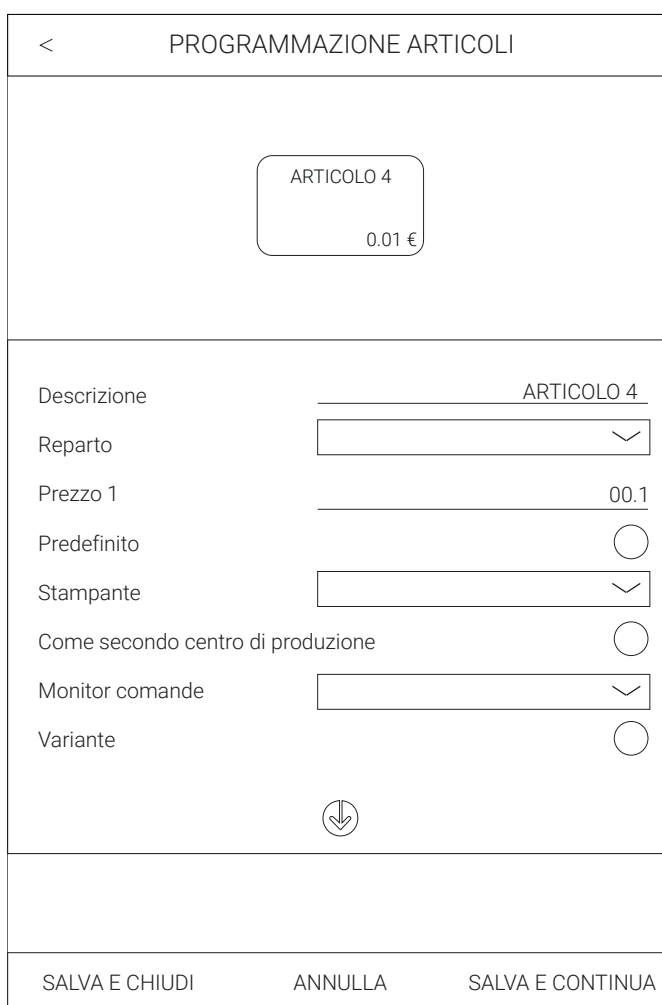 < PROGRAMMAZIONE ARTICOLI
ARTICOLO 4
0.01 €
Descrizione ARTICOLO 4
Reparto
Prezzo 1 00.1
Predefinito
Stampante
Come secondo centro di produzione
Monitor comande
Variante
SALVA E CHIUDI ANNULLA SALVA E CONTINUA